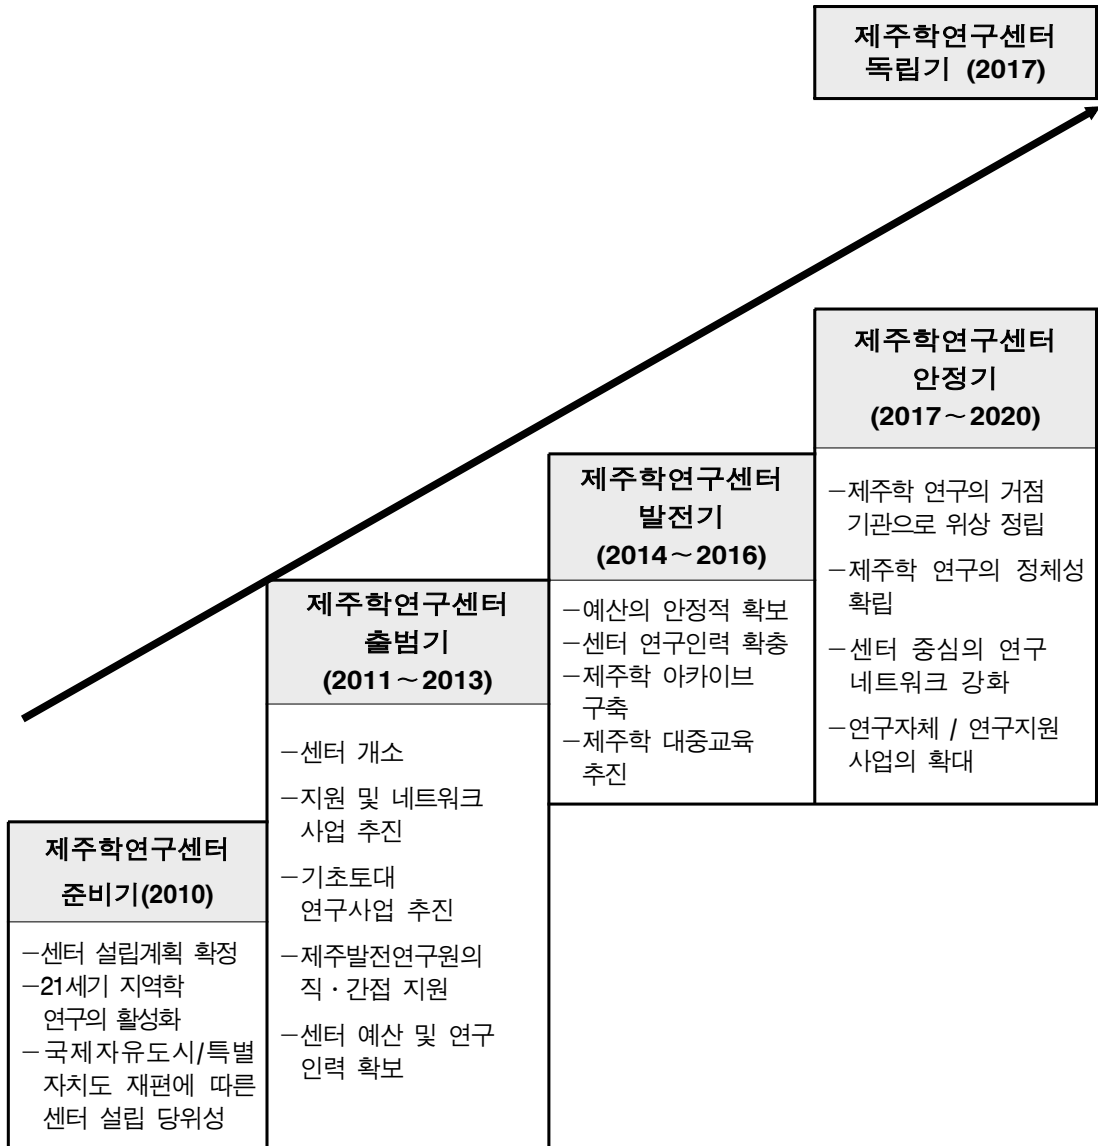 제주학연구센터
독립기 (2017)
제주학연구센터
안정기
(2017～2020)
－제주학 연구의 거점
기관으로 위상 정립
－제주학 연구의 정체성
확립
－센터 중심의 연구
네트워크 강화
－연구자체 / 연구지원
사업의 확대
제주학연구센터
발전기
(2014～2016)
－예산의 안정적 확보
－센터 연구인력 확충
－제주학 아카이브
구축
－제주학 대중교육
추진
제주학연구센터
출범기
(2011～2013)
－센터 개소
－지원 및 네트워크
사업 추진
－기초토대
연구사업 추진
－제주발전연구원의
직·간접 지원
－센터 예산 및 연구
인력 확보
제주학연구센터
준비기(2010)
－센터 설립계획 확정
－21세기 지역학
연구의 활성화
－국제자유도시/특별
자치도 재편에 따른
센터 설립 당위성